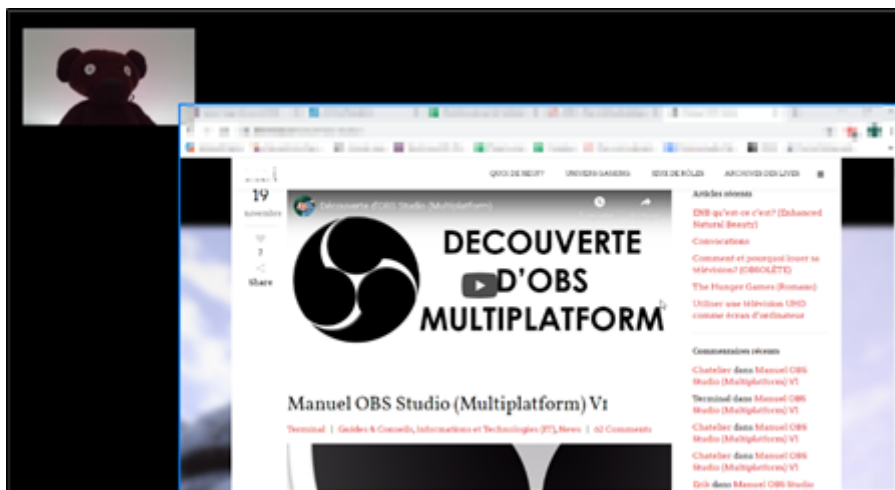 QUOI DE NEUF?
UNIVERS GAMING
JEUX DE RÔLES
ARCHIVES DES LIVES
19
novembre
7
Share
Découverte d'OBS Studio (Multiplatform)
DECOUVERTE
D'OBS
MULTIPLATFORM
Manuel OBS Studio (Multiplatform) V1
Terminal | Guides & Conseils, Informations et Technologies (IT), News | 62 Comments
Articles récents
ENB qu'est-ce c'est? (Enhanced
Natural Beauty)
Convocations
Comment et pourquoi louer sa
télévision? (OBSOLÈTE)
The Hunger Games (Romans)
Utiliser une télévision UHD
comme écran d'ordinateur
Commentaires récents
Chatelier dans Manuel OBS
Studio (Multiplatform) V1
Terminal dans Manuel OBS
Studio (Multiplatform) V1
Chatelier dans Manuel OBS
Studio (Multiplatform) V1
Chatelier dans Manuel OBS
Studio (Multiplatform) V1
Erik dans Manuel OBS Studio